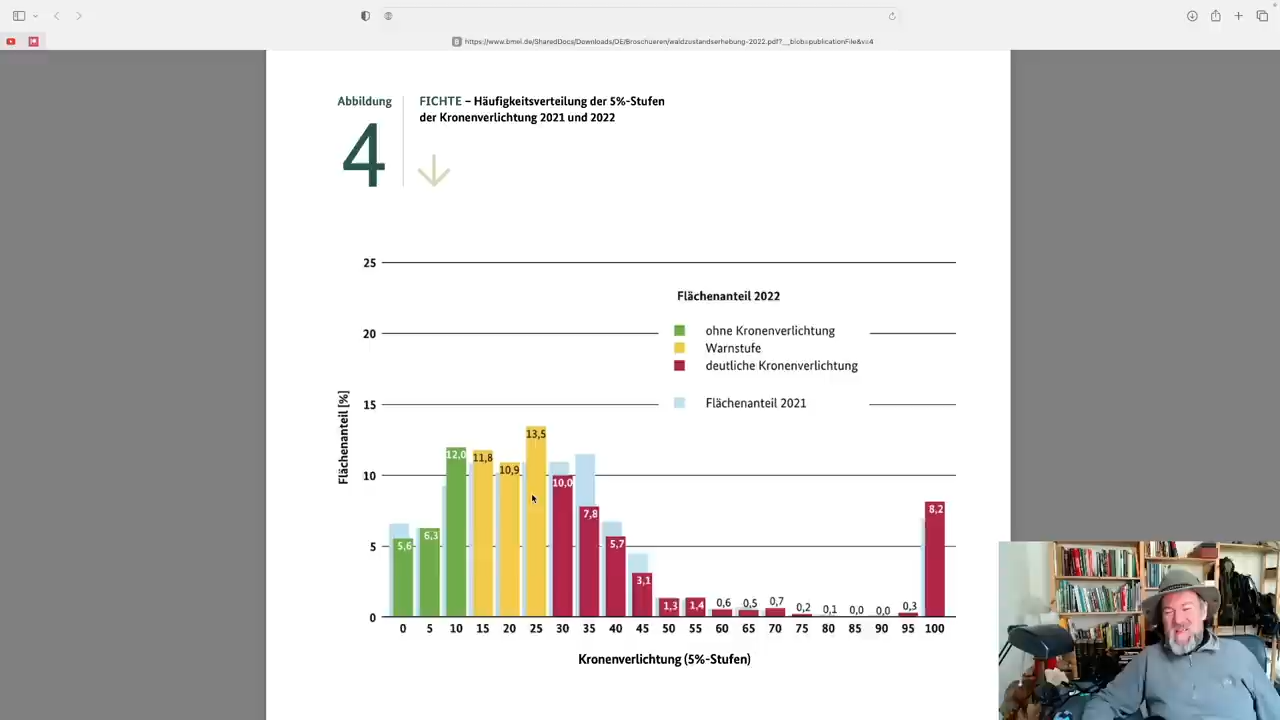 https://www.bmel.de/SharedDocs/Downloads/DE/Broschueren/waldzustandserhebung-2022.pdf?__blob=publicationFile&v=4
Abbildung
4
FICHTE – Häufigkeitsverteilung der 5%-Stufen
der Kronenverlichtung 2021 und 2022
Flächenanteil [%]
25
20
15
10
5
0
Flächenanteil 2022
ohne Kronenverlichtung
Warnstufe
deutliche Kronenverlichtung
Flächenanteil 2021
5,6 6,3 12,0 11,8 10,9 13,5 10,0 7,8 5,7 3,1 1,3 1,4 0,6 0,5 0,7 0,2 0,1 0,0 0,0 0,3 8,2
0 5 10 15 20 25 30 35 40 45 50 55 60 65 70 75 80 85 90 95 100
Kronenverlichtung (5%-Stufen)